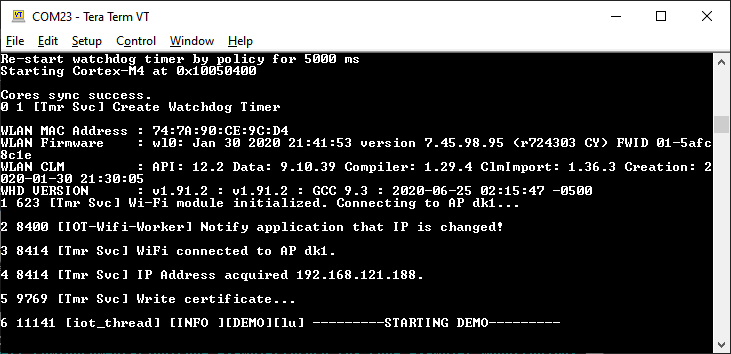 COM23 - Tera Term VT
File Edit Setup Control Window Help
Re-start watchdog timer by policy for 5000 ms
Starting Cortex-M4 at 0x10050400
Cores sync success.
0 1 [Tmr Svc] Create Watchdog Timer
WLAN MAC Address : 74:7A:90:CE:9C:D4
WLAN Firmware : wl0: Jan 30 2020 21:41:53 version 7.45.98.95 (r724303 CY) FWID 01-5afc
8c1e
WLAN CLM : API: 12.2 Data: 9.10.39 Compiler: 1.29.4 ClmImport: 1.36.3 Creation: 2
020-01-30 21:30:05
WHD VERSION : v1.91.2 : v1.91.2 : GCC 9.3 : 2020-06-25 02:15:47 -0500
1 623 [Tmr Svc] Wi-Fi module initialized. Connecting to AP dk1...
2 8400 [IOT-Wifi-Worker] Notify application that IP is changed!
3 8414 [Tmr Svc] WiFi connected to AP dk1.
4 8414 [Tmr Svc] IP Address acquired 192.168.121.188.
5 9769 [Tmr Svc] Write certificate...
6 11141 [iot_thread] [INFO ][DEMO][lu] ---------STARTING DEMO---------